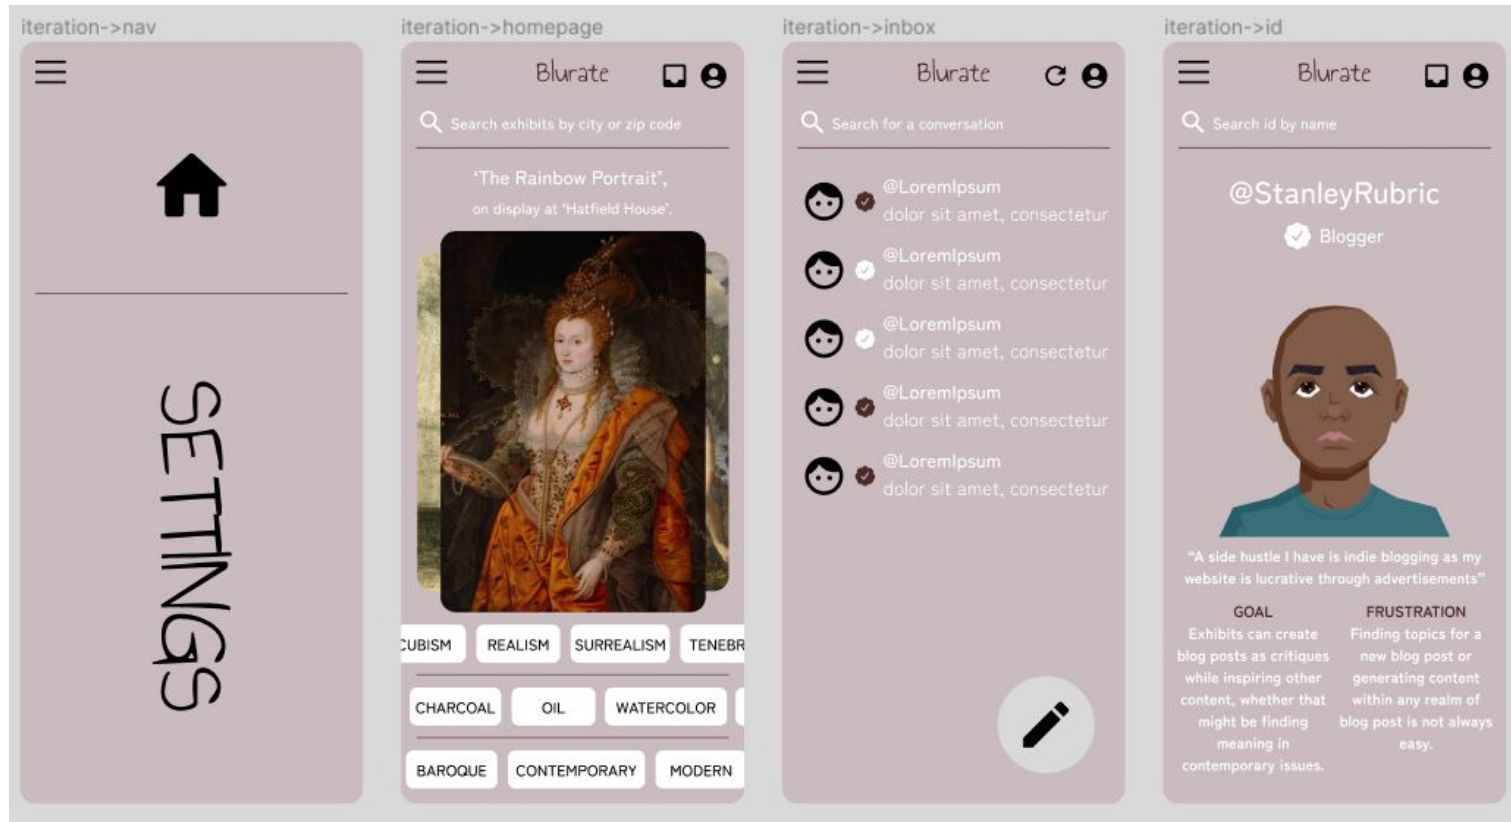 iteration->nav
SETTINGS
iteration->homepage
Blurate
Search exhibits by city or zip code
‘The Rainbow Portrait’,
on display at ‘Hatfield House’.
CUBISM REALISM SURREALISM TENEBR
CHARCOAL OIL WATERCOLOR
BAROQUE CONTEMPORARY MODERN
iteration->inbox
Blurate
Search for a conversation
@LoremIpsum
dolor sit amet, consectetur
@LoremIpsum
dolor sit amet, consectetur
@LoremIpsum
dolor sit amet, consectetur
@LoremIpsum
dolor sit amet, consectetur
@LoremIpsum
dolor sit amet, consectetur
iteration->id
Blurate
Search id by name
@StanleyRubric
Blogger
“A side hustle I have is indie blogging as my
website is lucrative through advertisements”
GOAL
Exhibits can create
blog posts as critiques
while inspiring other
content, whether that
might be finding
meaning in
contemporary issues.
FRUSTRATION
Finding topics for a
new blog post or
generating content
within any realm of
blog post is not always
easy.